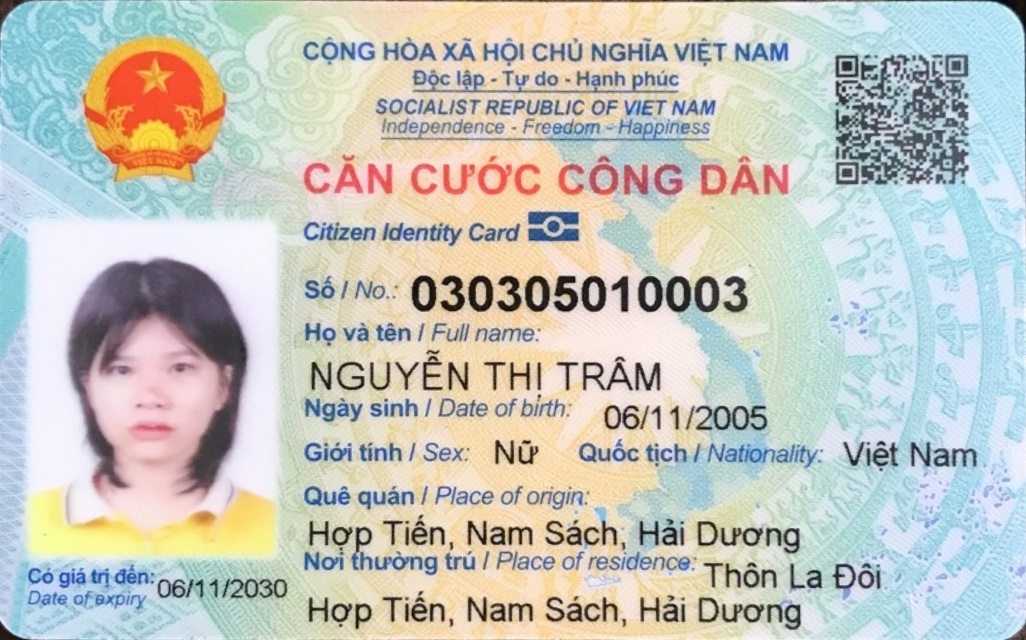 CỘNG HÒA XÃ HỘI CHỦ NGHĨA VIỆT NAM
Độc lập - Tự do - Hạnh phúc
SOCIALIST REPUBLIC OF VIET NAM
Independence - Freedom - Happiness
VIỆT NAM
CĂN CƯỚC CÔNG DÂN
Citizen Identity Card
Số / No.: 030305010003
Họ và tên / Full name:
NGUYỄN THỊ TRÂM
Ngày sinh / Date of birth: 06/11/2005
Giới tính / Sex: Nữ Quốc tịch / Nationality: Việt Nam
Quê quán / Place of origin:
Hợp Tiến, Nam Sách, Hải Dương
Nơi thường trú / Place of residence: Thôn La Đôi
Hợp Tiến, Nam Sách, Hải Dương
Có giá trị đến: 06/11/2030
Date of expiry